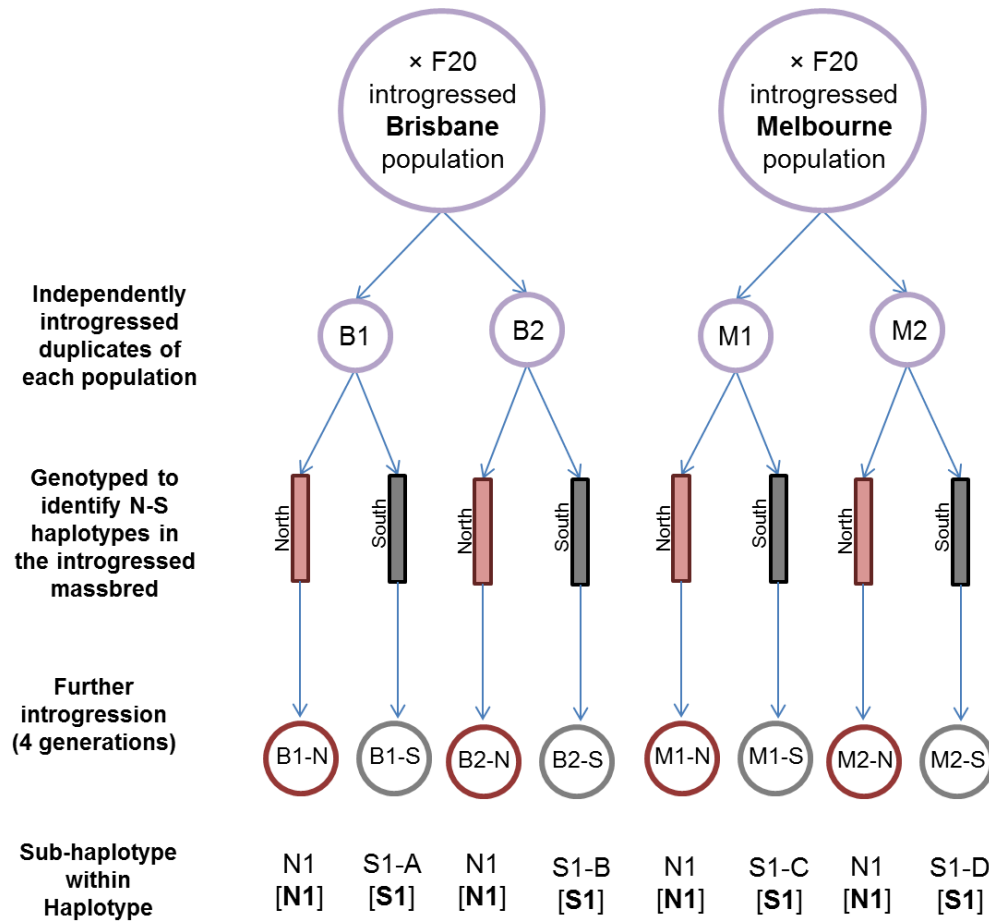 × F20
introgressed
Brisbane
population
× F20
introgressed
Melbourne
population
Independently
introgressed
duplicates of
each population
B1
B2
M1
M2
Genotyped to
identify N-S
haplotypes in
the introgressed
massbred
North
South
North
South
North
South
North
South
Further
introgression
(4 generations)
B1-N
B1-S
B2-N
B2-S
M1-N
M1-S
M2-N
M2-S
Sub-haplotype
within
Haplotype
N1
[N1]
S1-A
[S1]
N1
[N1]
S1-B
[S1]
N1
[N1]
S1-C
[S1]
N1
[N1]
S1-D
[S1]